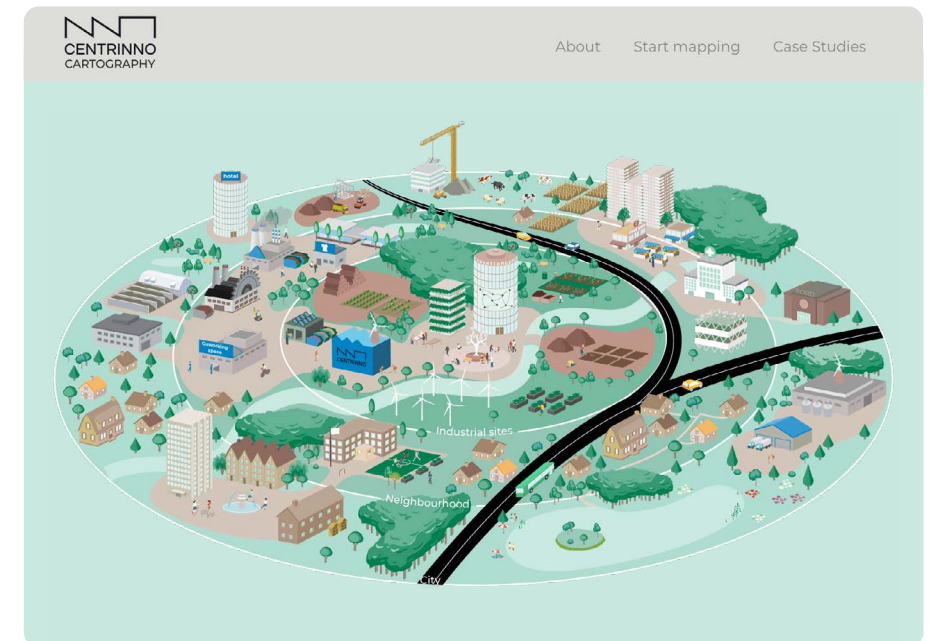 CENTRINNO
CARTOGRAPHY
About Start mapping Case Studies
hotel
Coworking
space
CENTRINNO
Industrial sites
Neighbourhood
City